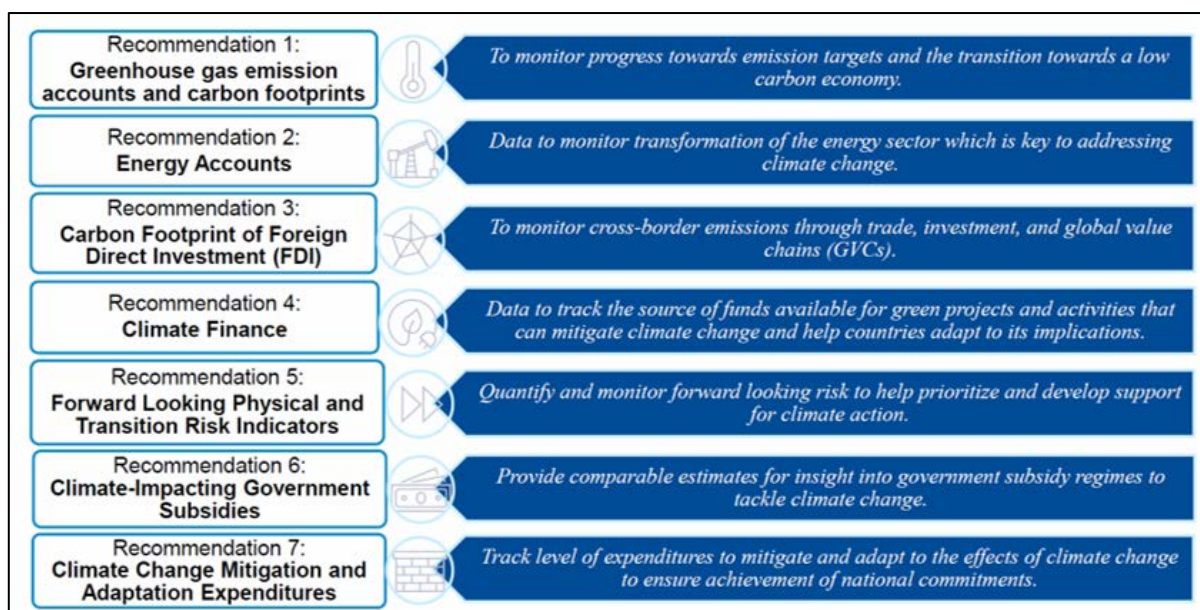 Recommendation 1:
Greenhouse gas emission
accounts and carbon footprints
To monitor progress towards emission targets and the transition towards a low
carbon economy.
Recommendation 2:
Energy Accounts
Data to monitor transformation of the energy sector which is key to addressing
climate change.
Recommendation 3:
Carbon Footprint of Foreign
Direct Investment (FDI)
To monitor cross-border emissions through trade, investment, and global value
chains (GVCs).
Recommendation 4:
Climate Finance
Data to track the source of funds available for green projects and activities that
can mitigate climate change and help countries adapt to its implications.
Recommendation 5:
Forward Looking Physical and
Transition Risk Indicators
Quantify and monitor forward looking risk to help prioritize and develop support
for climate action.
Recommendation 6:
Climate-Impacting Government
Subsidies
Provide comparable estimates for insight into government subsidy regimes to
tackle climate change.
Recommendation 7:
Climate Change Mitigation and
Adaptation Expenditures
Track level of expenditures to mitigate and adapt to the effects of climate change
to ensure achievement of national commitments.